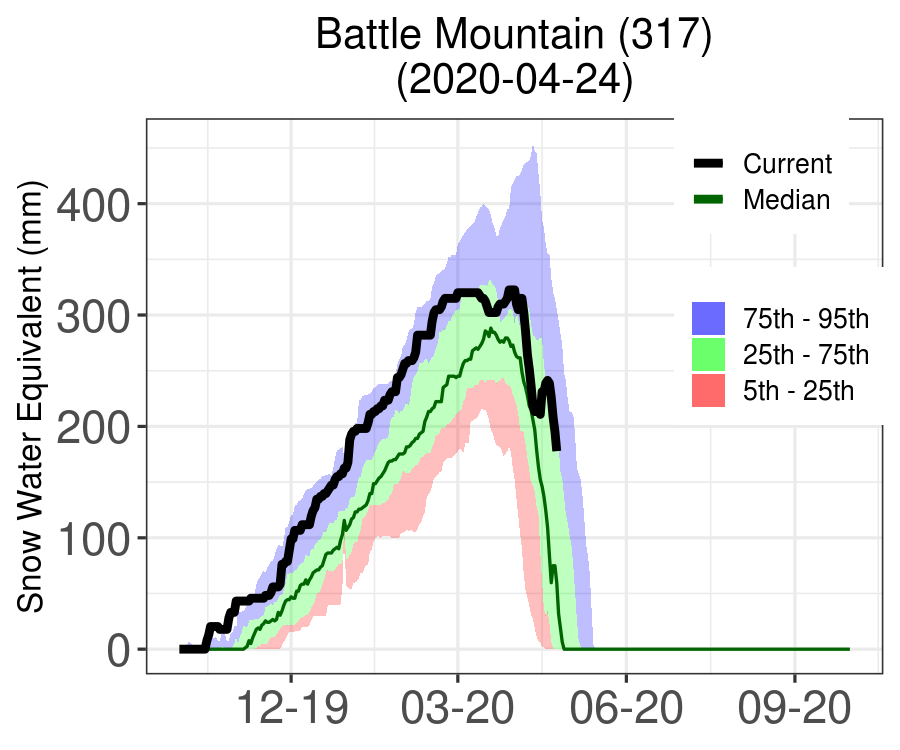 Battle Mountain (317)
(2020-04-24)
Snow Water Equivalent (mm)
400
300
200
100
0
12-19
03-20
06-20
09-20
Current
Median
75th - 95th
25th - 75th
5th - 25th